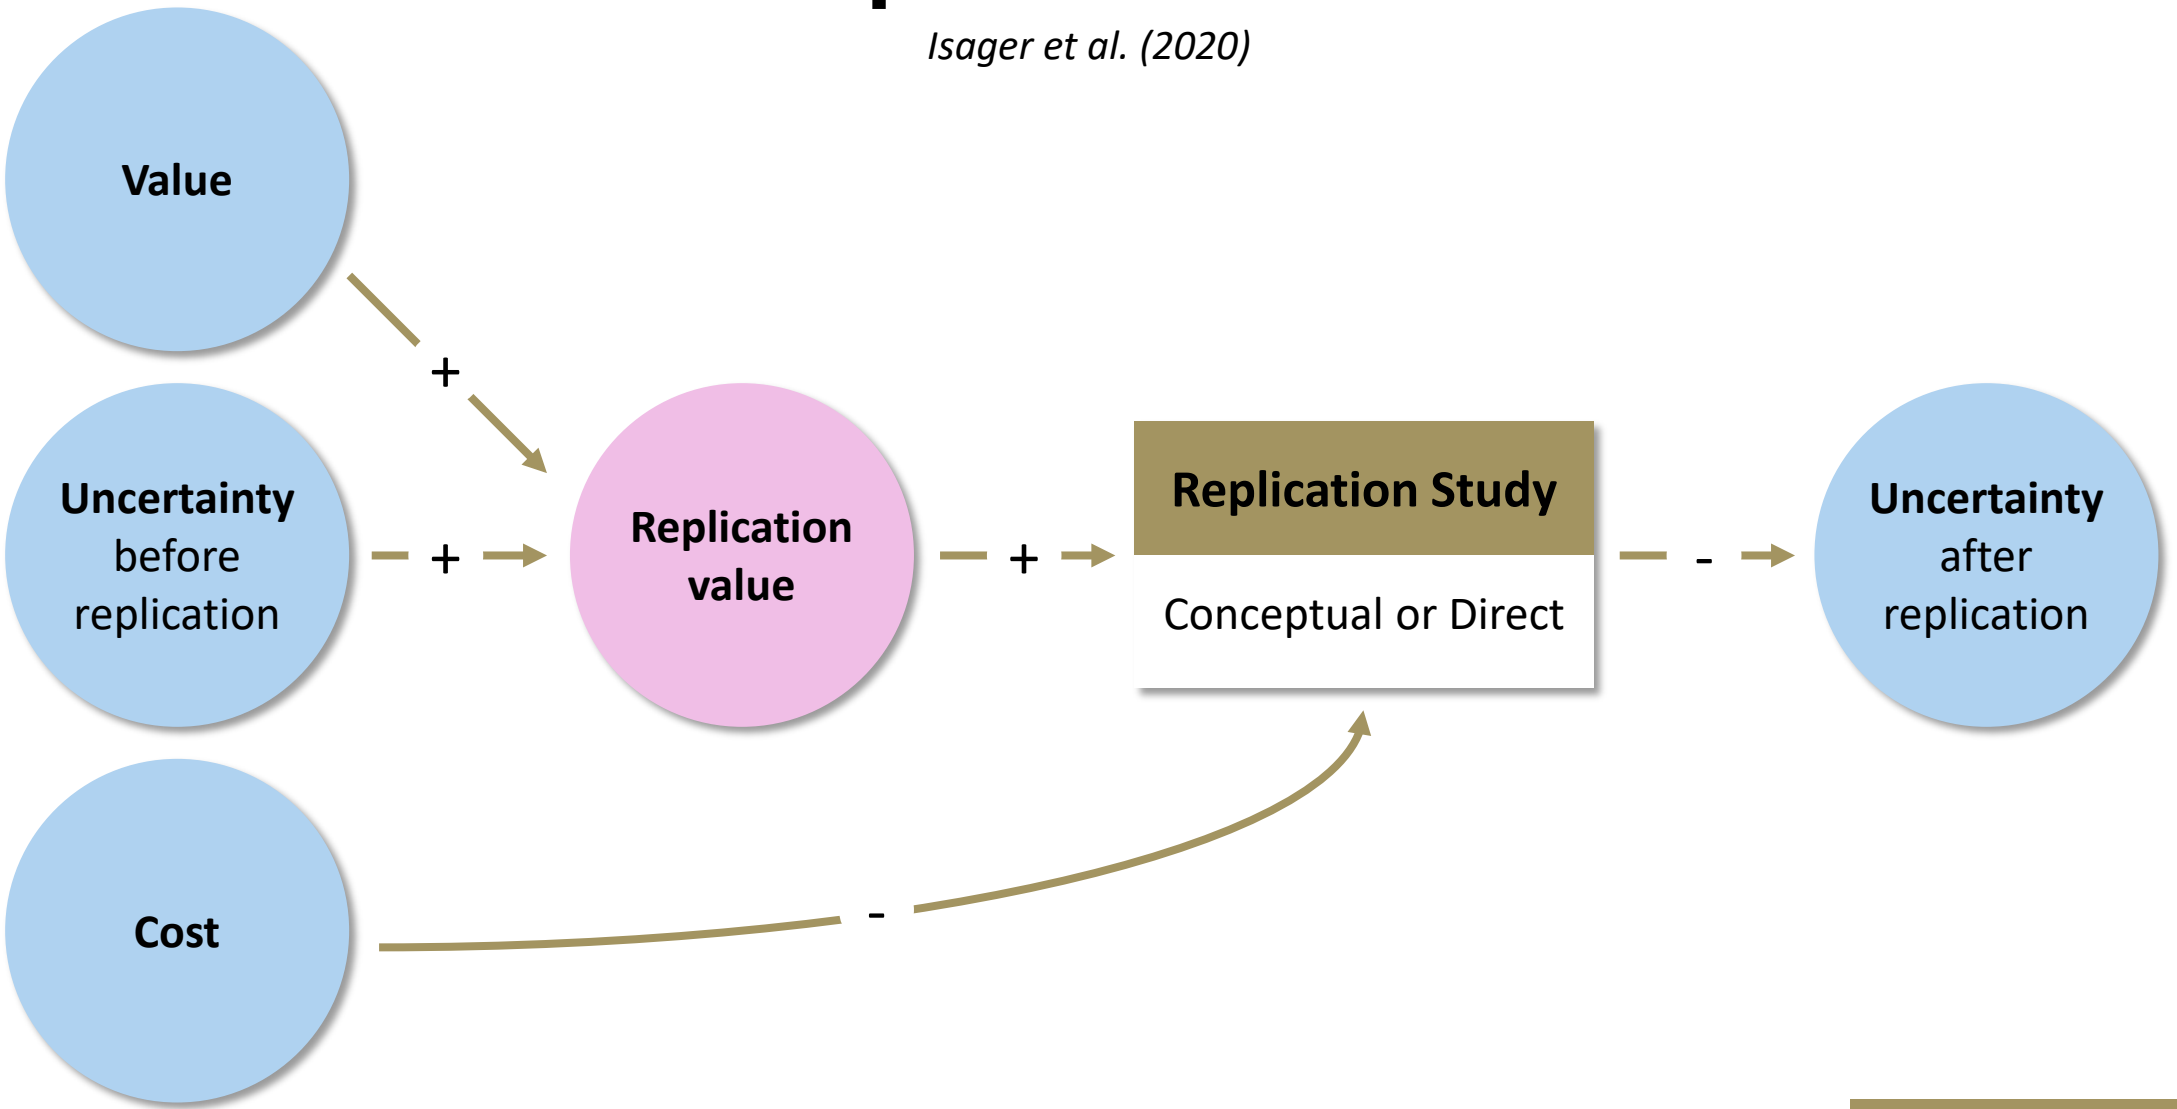 Isager et al. (2020)
Value
+
Uncertainty
before
replication
+
Replication
value
+
Replication Study
Conceptual or Direct
-
Uncertainty
after
replication
Cost
-